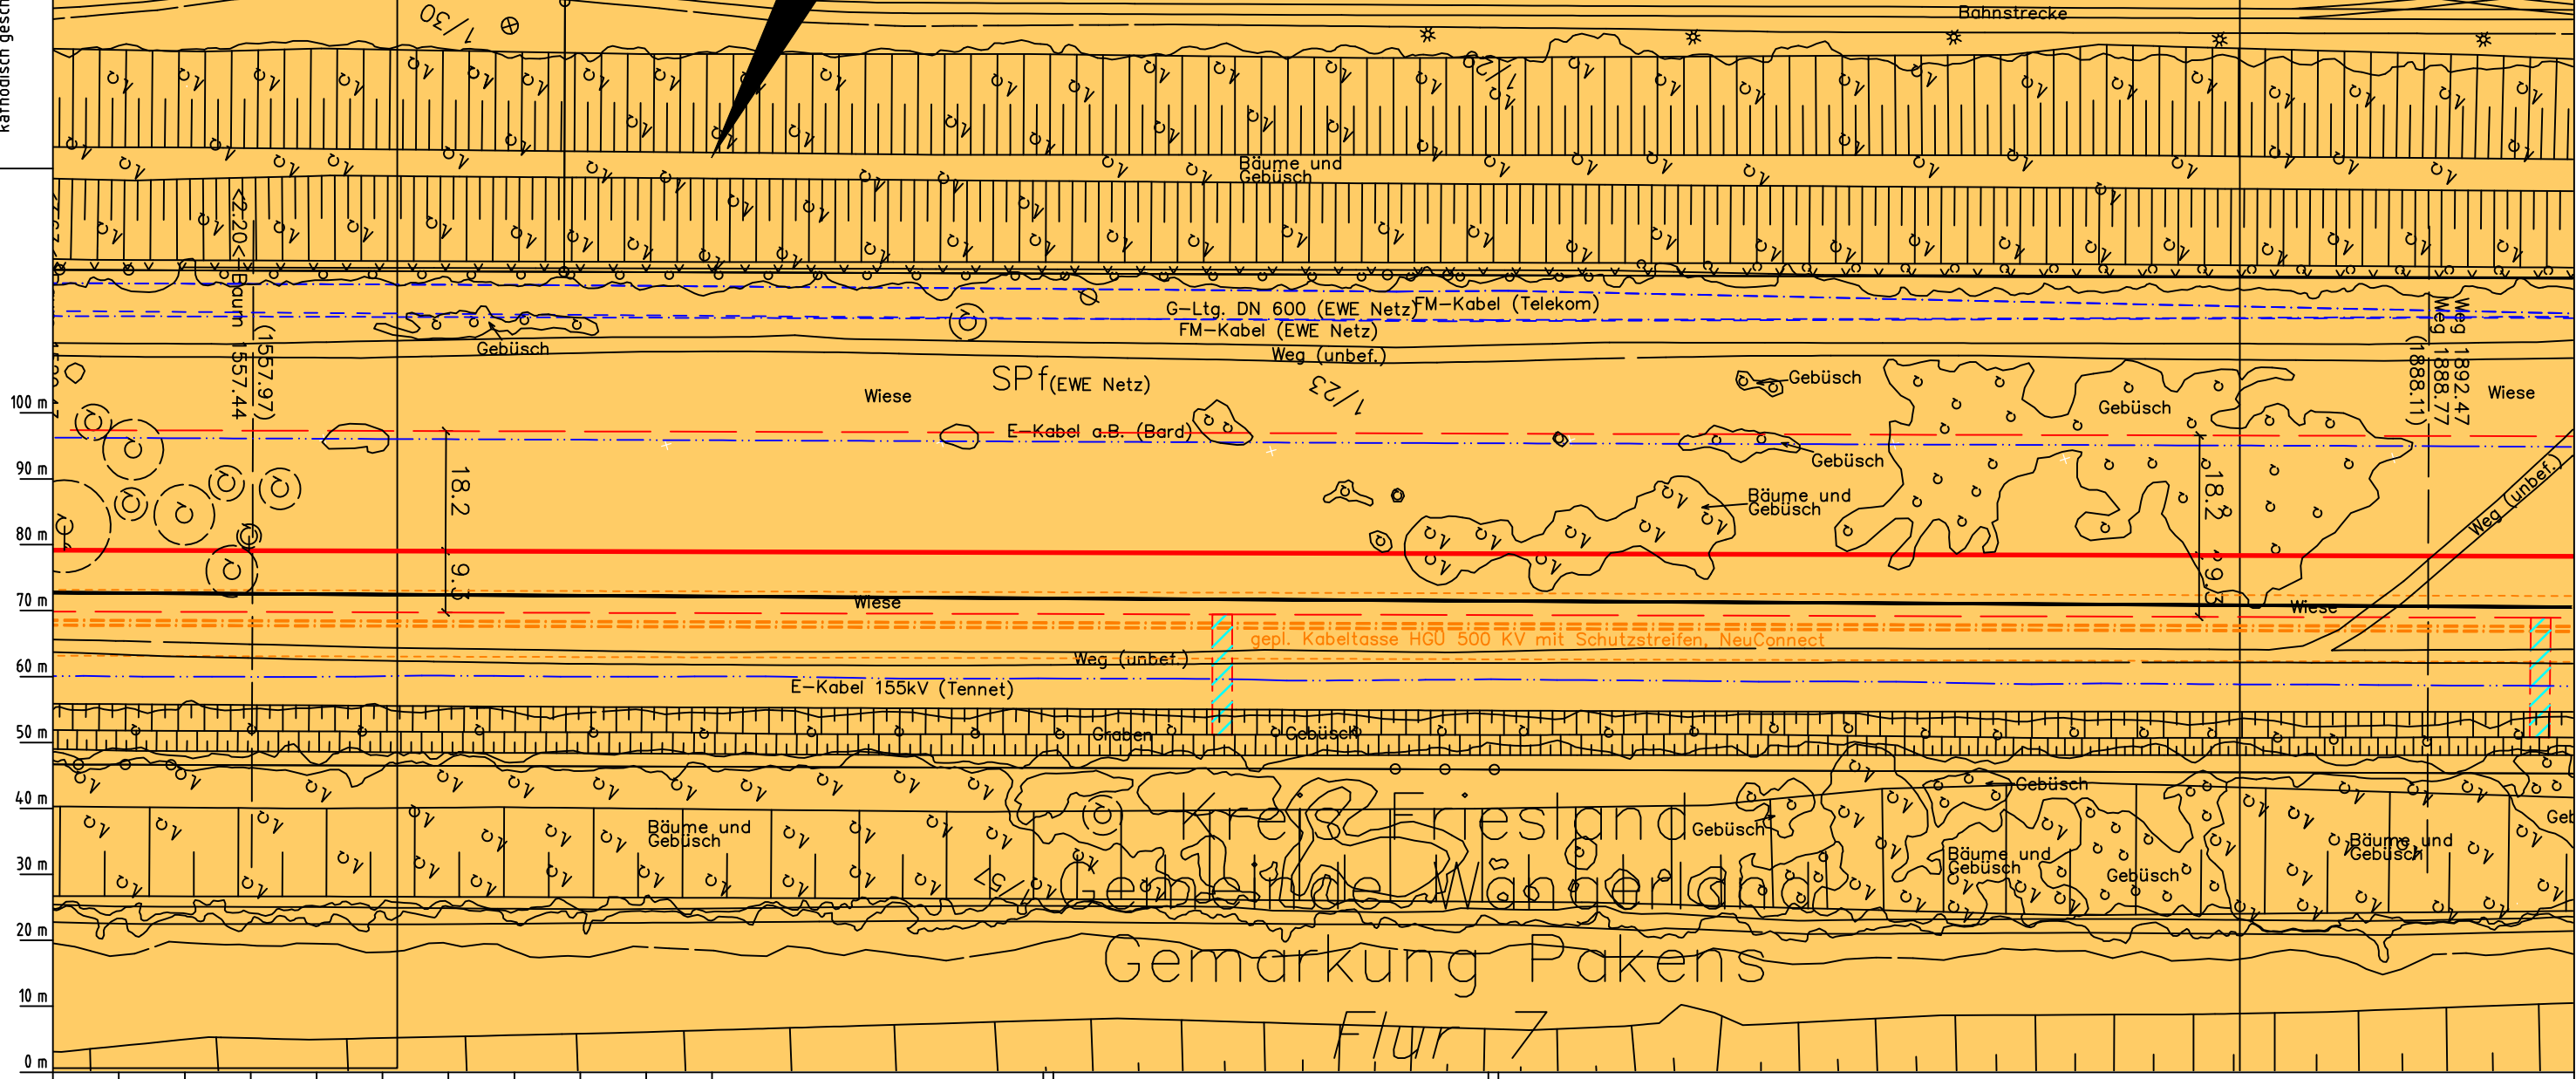 kathodisch gesch
1/30
Bahnstrecke
1/29
Bäume und
Gebüsch
<2.20<-Baum 1557.44
(1557.97)
G-Ltg. DN 600 (EWE Netz)
FM-Kabel (Telekom)
FM-Kabel (EWE Netz)
Gebüsch
Weg (unbef.)
Weg 1892.47
Weg 1888.77
(1888.11)
SPf(EWE Netz)
1/23
Wiese
Gebüsch
Gebüsch
Wiese
100 m
E-Kabel a.B. (Bard)
Gebüsch
90 m
18.2
18.2
Bäume und
Gebüsch
Weg (unbef.)
80 m
9.3
9.3
70 m
Wiese
Wiese
gepl. Kabeltasse HGÜ 500 KV mit Schutzstreifen, NeuConnect
60 m
Weg (unbef.)
E-Kabel 155kV (Tennet)
50 m
Graben
Gebüsch
Gebüsch
40 m
Kreis Friesland
Bäume und
Gebüsch
Gebüsch
Bäume und
Gebüsch
Bäume und
Gebüsch
Gebüsch
30 m
Gemeinde Wangerland
20 m
Gemarkung Pakens
10 m
Flur 7
0 m